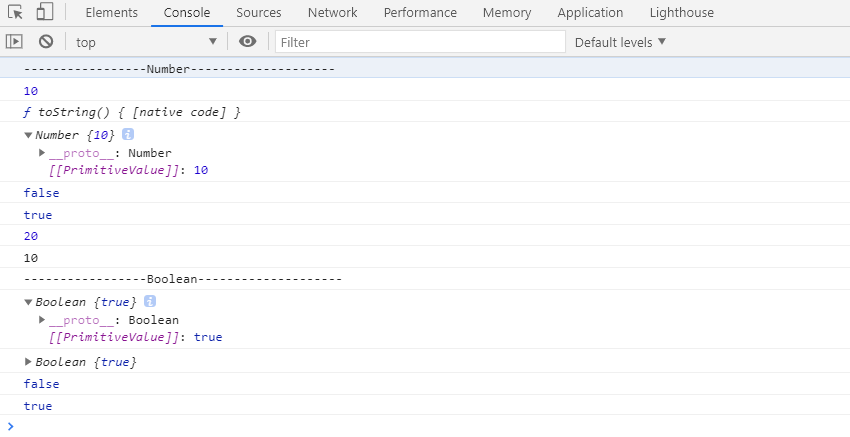 Elements Console Sources Network Performance Memory Application Lighthouse
top Filter Default levels
-----------------Number--------------------
10
ƒ toString() { [native code] }
Number {10} i
__proto__: Number
[[PrimitiveValue]]: 10
false
true
20
10
-----------------Boolean--------------------
Boolean {true} i
__proto__: Boolean
[[PrimitiveValue]]: true
Boolean {true}
false
true